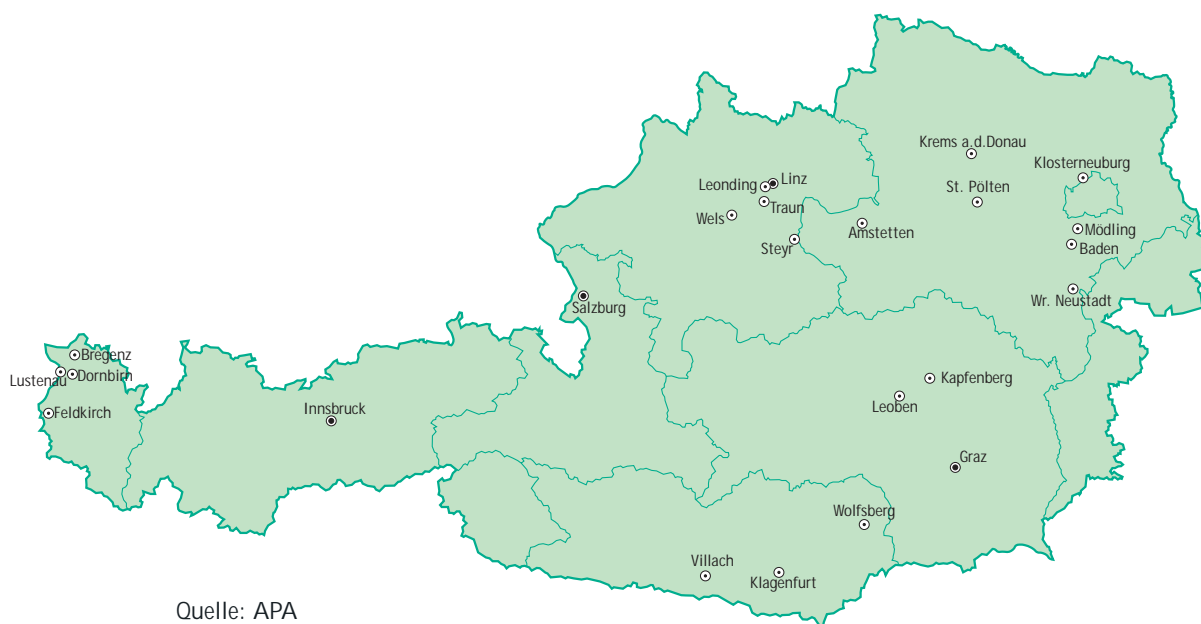 Krems a.d.Donau
Klosterneuburg
Leonding
Linz
St. Pölten
Traun
Wels
Amstetten
Mödling
Steyr
Baden
Salzburg
Wr. Neustadt
Bregenz
Lustenau
Dornbirn
Kapfenberg
Leoben
Innsbruck
Feldkirch
Graz
Wolfsberg
Villach
Klagenfurt
Quelle: APA